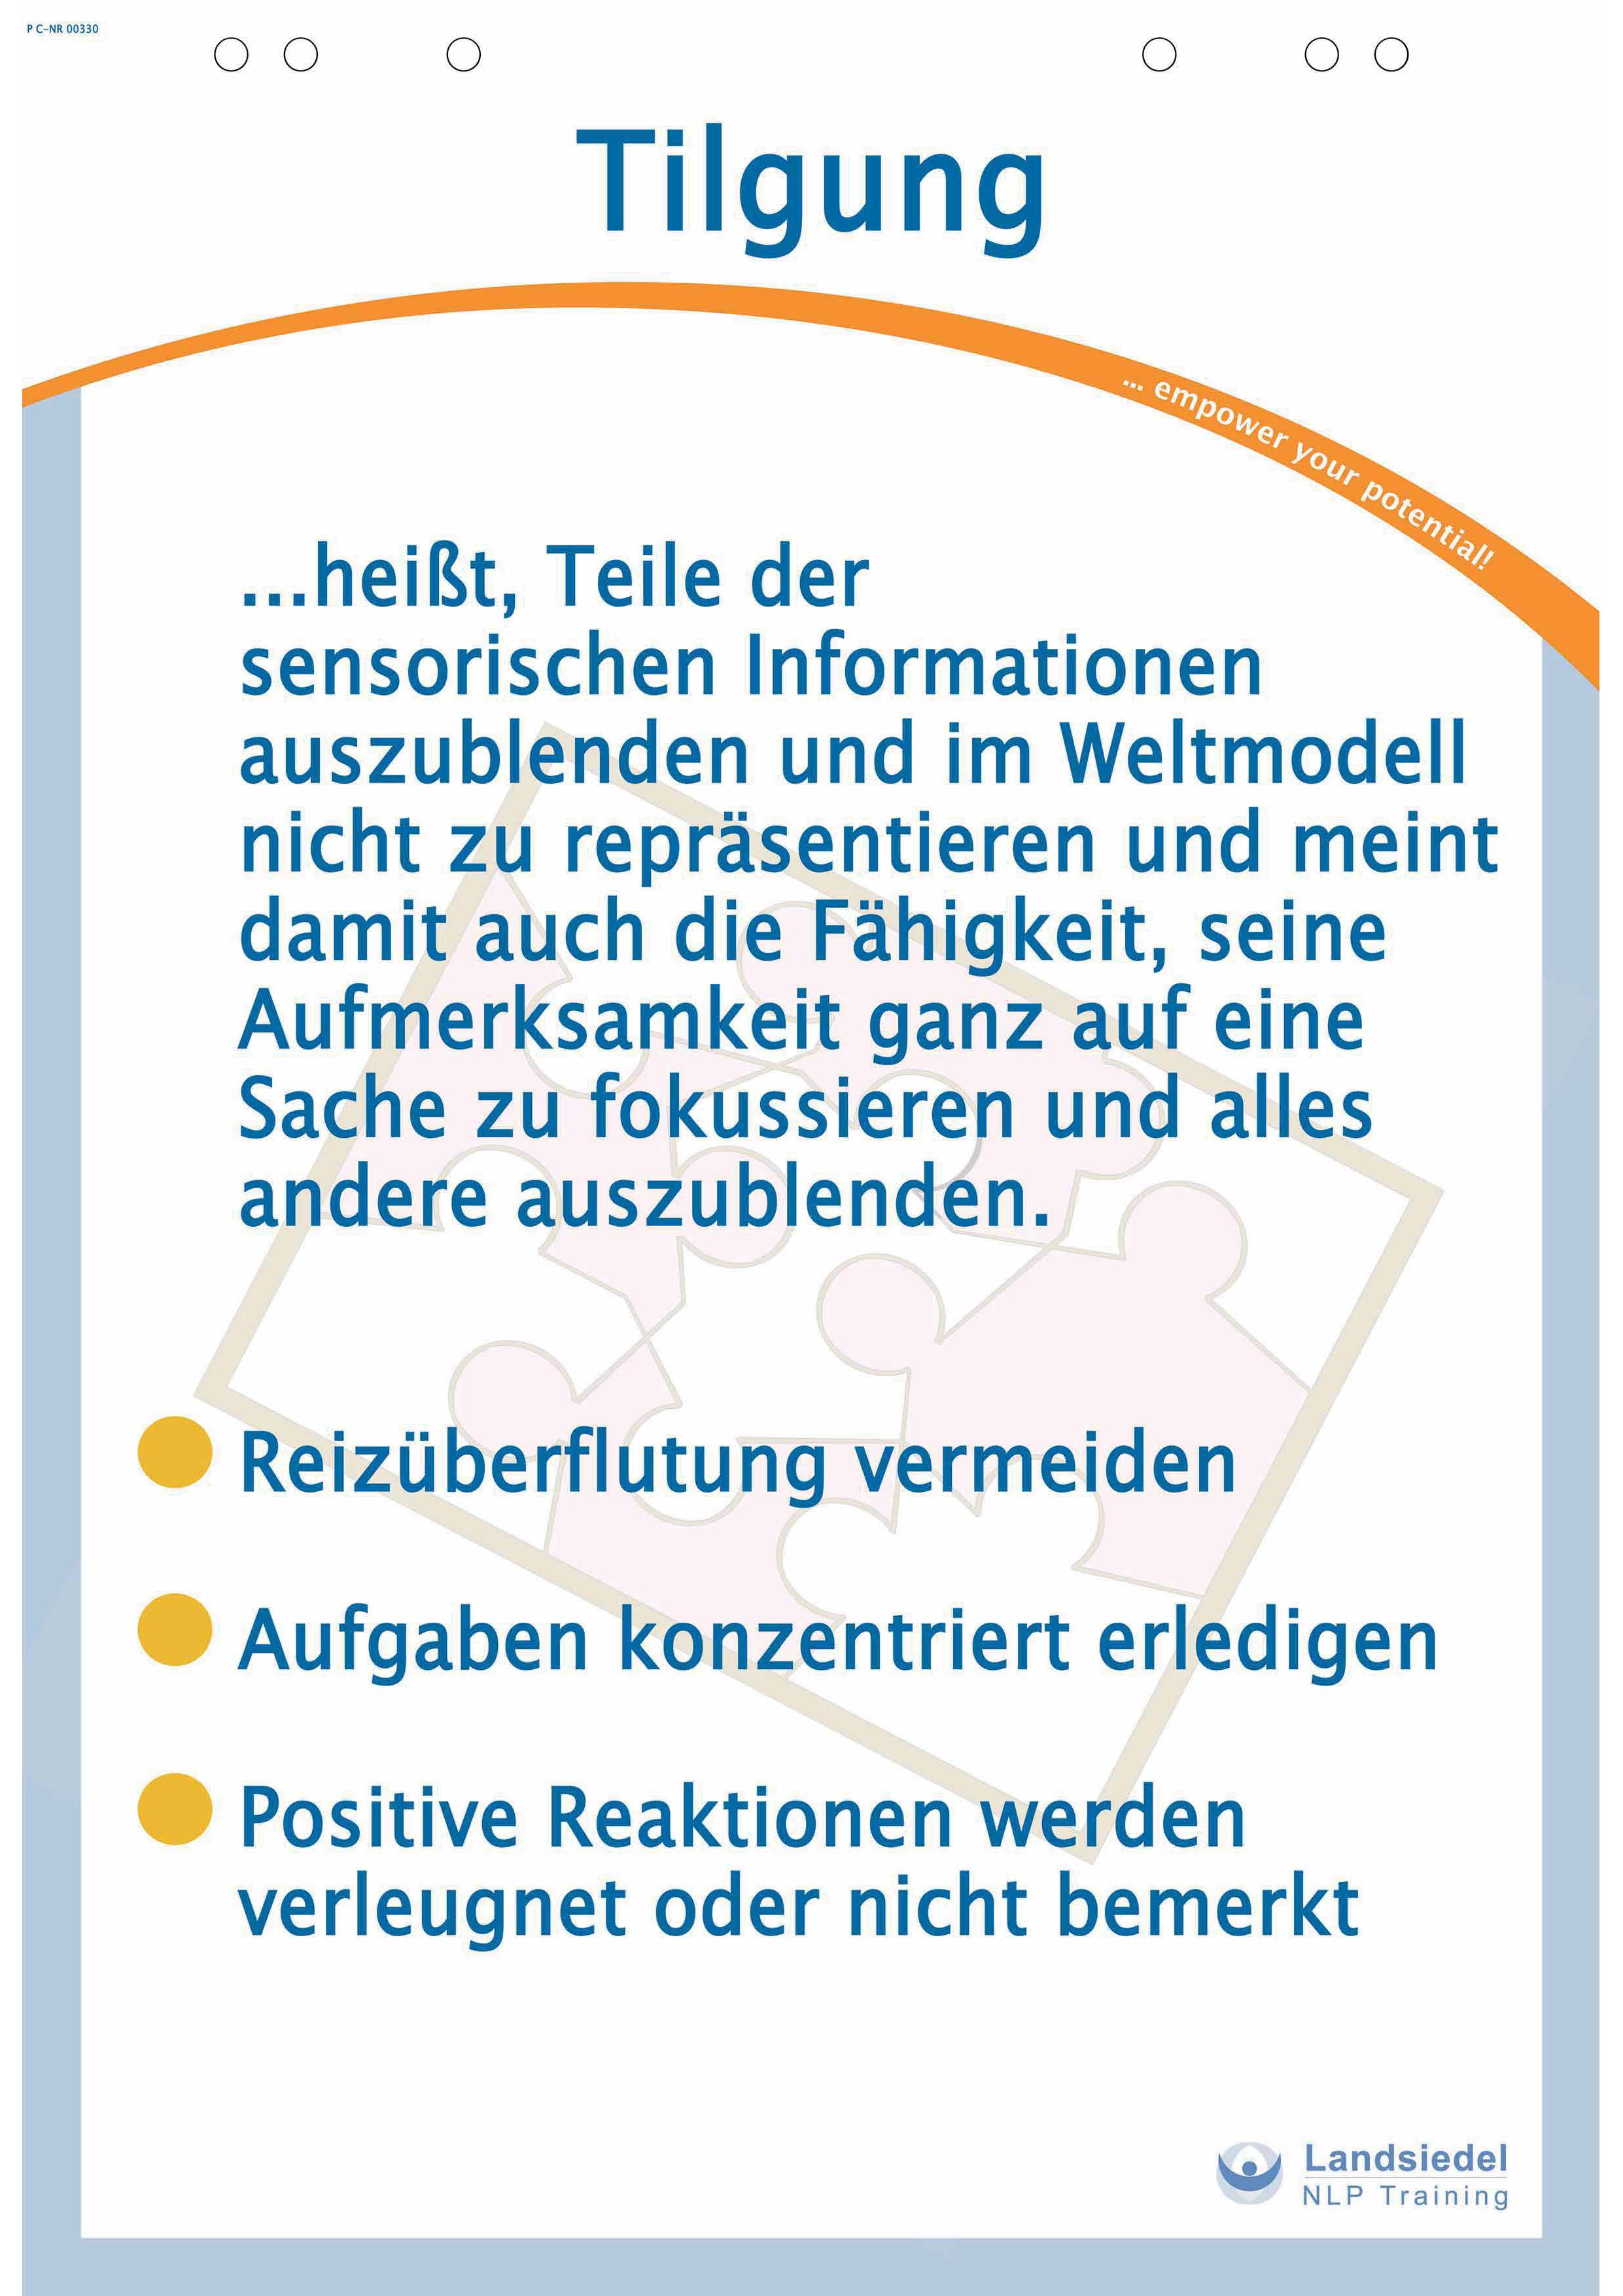 P C-NR 00330
Tilgung
... empower your potential!
...heißt, Teile der
sensorischen Informationen
auszublenden und im Weltmodell
nicht zu repräsentieren und meint
damit auch die Fähigkeit, seine
Aufmerksamkeit ganz auf eine
Sache zu fokussieren und alles
andere auszublenden.
Reizüberflutung vermeiden
Aufgaben konzentriert erledigen
Positive Reaktionen werden
verleugnet oder nicht bemerkt
Landsiedel
NLP Training